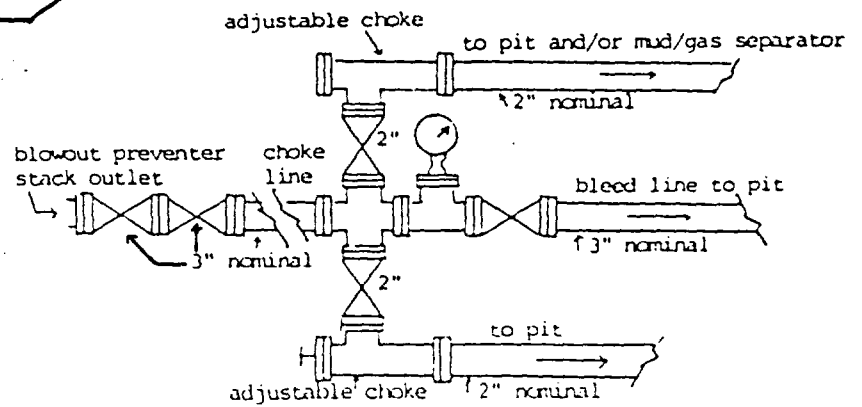 adjustable choke
to pit and/or mud/gas separator
2" nominal
2"
blowout preventer
stack outlet
choke
line
bleed line to pit
3" nominal
3" nominal
2"
to pit
adjustable choke
2" nominal